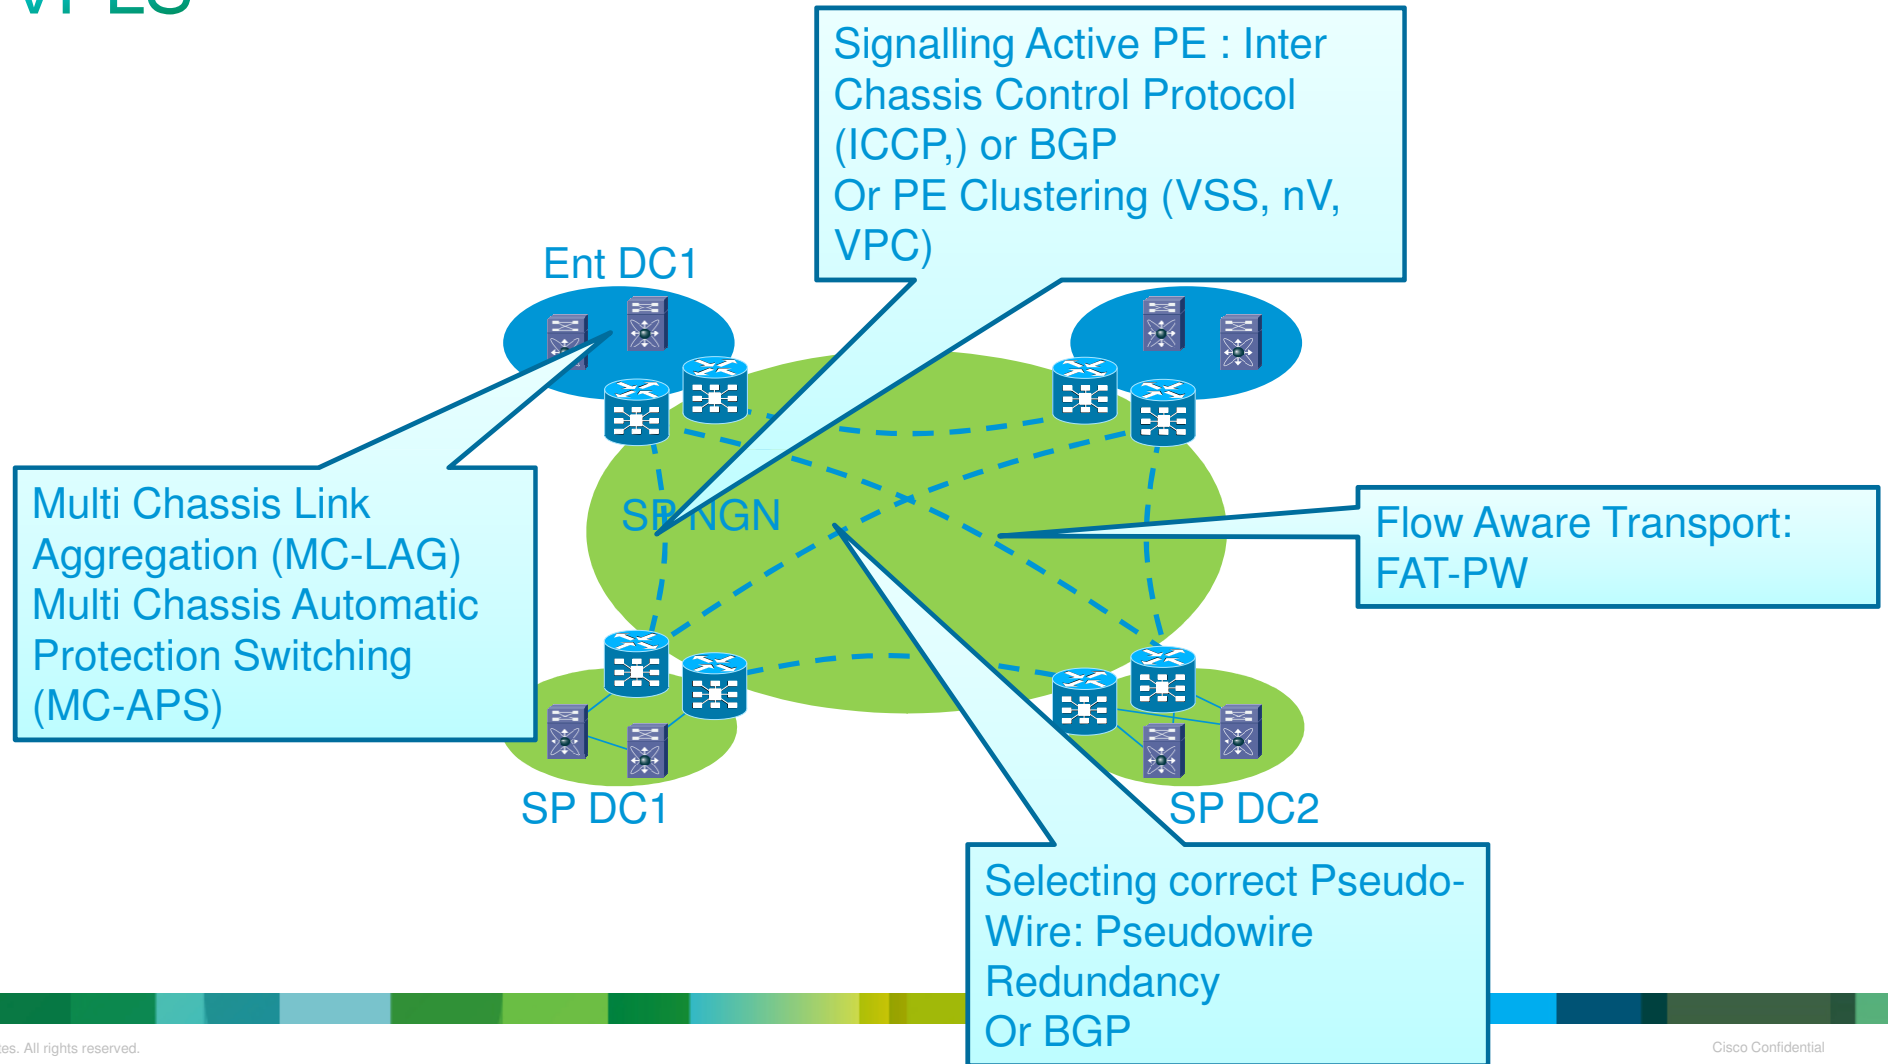 VPLS
Signalling Active PE : Inter
Chassis Control Protocol
(ICCP,) or BGP
Or PE Clustering (VSS, nV,
VPC)
Ent DC1
Multi Chassis Link
Aggregation (MC-LAG)
Multi Chassis Automatic
Protection Switching
(MC-APS)
SP NGN
Flow Aware Transport:
FAT-PW
SP DC1
SP DC2
Selecting correct Pseudo-
Wire: Pseudowire
Redundancy
Or BGP
All rights reserved.
Cisco Confidential